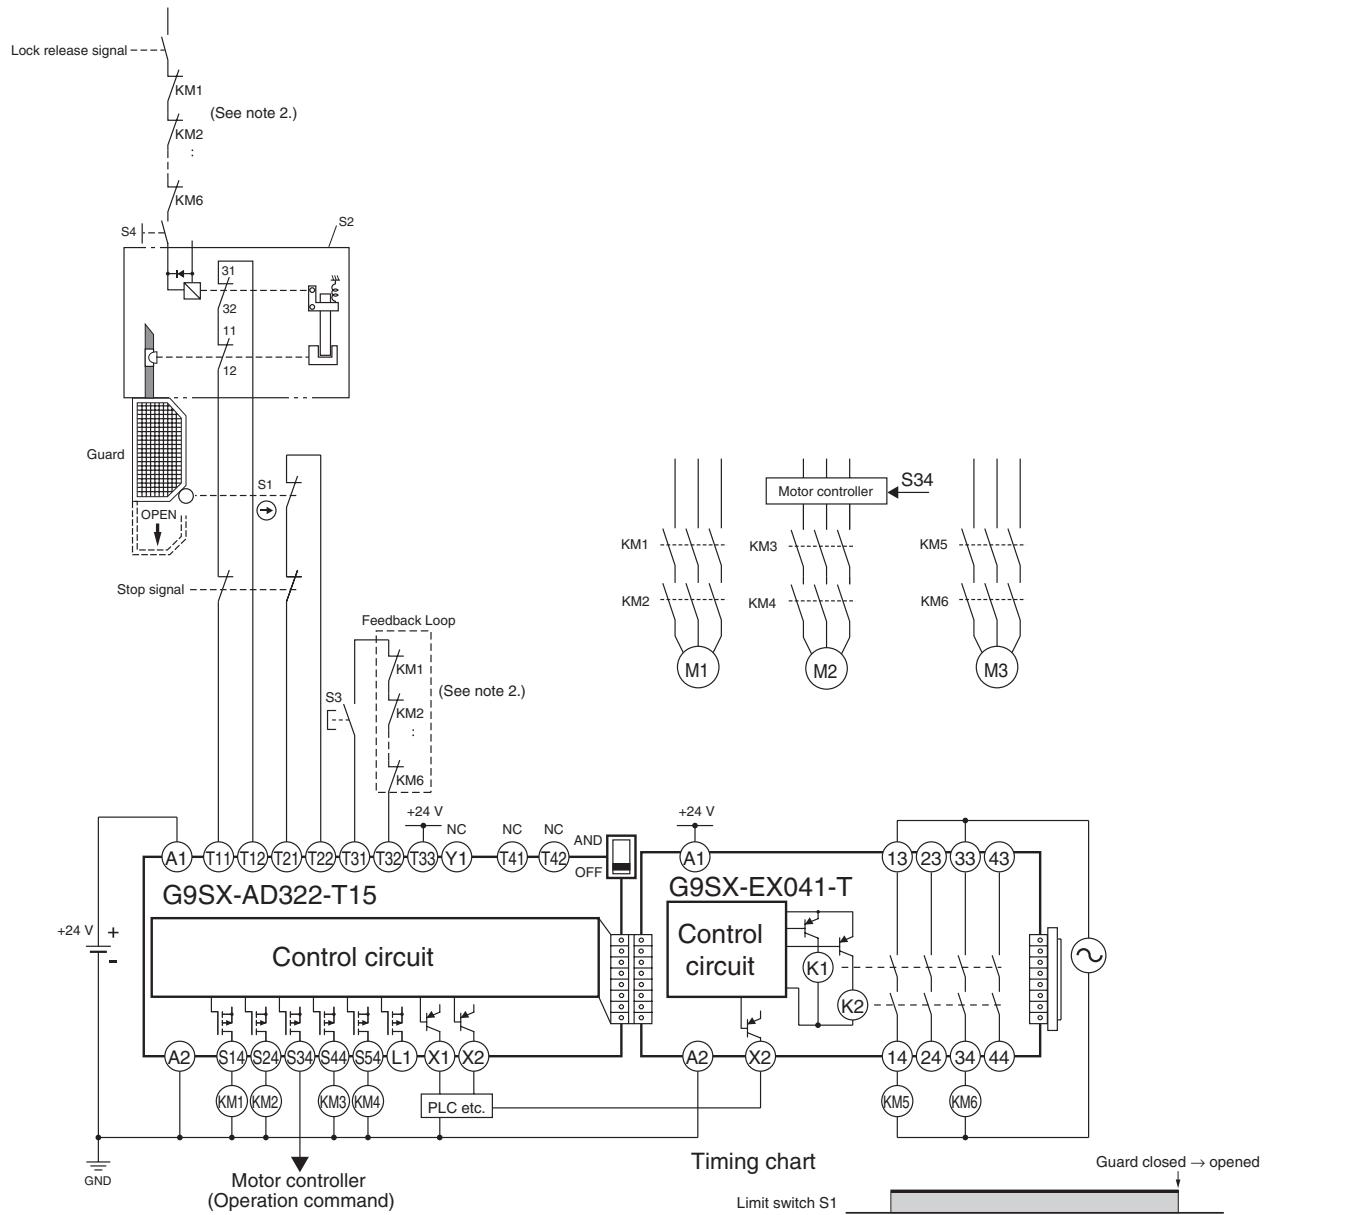 Lock release signal
KM1
(See note 2.)
KM2
:
KM6
S4
S2
31
32
11
12
Guard
S1
OPEN
Stop signal
Feedback Loop
KM1
(See note 2.)
S3
KM2
:
KM6
Motor controller
S34
KM1
KM3
KM5
KM2
KM4
KM6
M1
M2
M3
+24 V
+24 V
NC
NC
NC
AND
OFF
A1
T11
T12
T21
T22
T31
T32
T33
Y1
T41
T42
A1
13
23
33
43
G9SX-AD322-T15
G9SX-EX041-T
Control circuit
Control
circuit
K1
K2
+24 V
+
-
A2
S14
S24
S34
S44
S54
L1
X1
X2
A2
X2
14
24
34
44
KM1
KM2
KM3
KM4
PLC etc.
KM5
KM6
GND
Motor controller
(Operation command)
Timing chart
Guard closed → opened
Limit switch S1